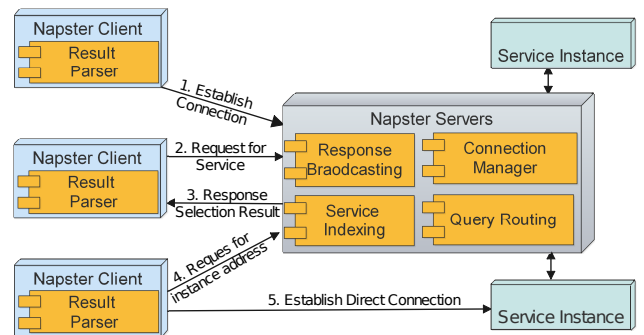 Napster Client
Result
Parser
1. Establish
Connection
Service Instance
Napster Servers
Napster Client
Result
Parser
2. Request for
Service
Response
Braodcasting
Connection
Manager
3. Response
Selection Result
Service
Indexing
Query Routing
Napster Client
Result
Parser
4. Reques for
instance address
5. Establish Direct Connection
Service Instance